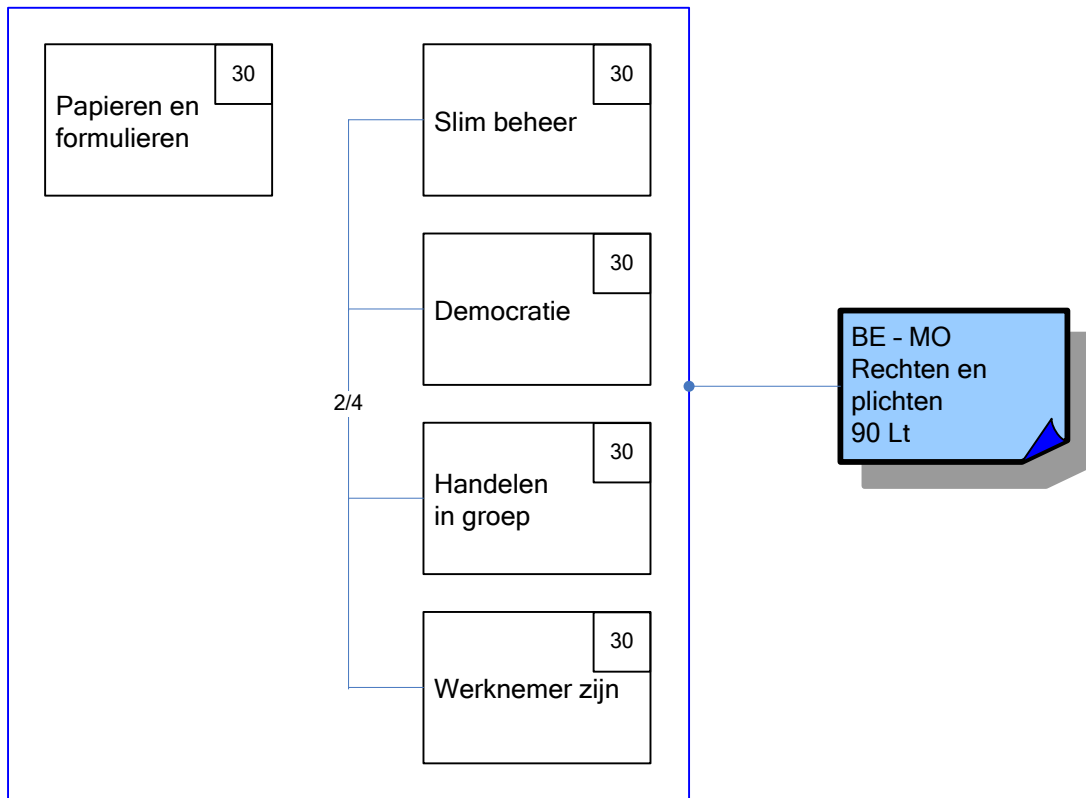 30
Papieren en
formulieren
30
Slim beheer
30
Democratie
2/4
30
Handelen
in groep
30
Werknemer zijn
BE - MO
Rechten en
plichten
90 Lt